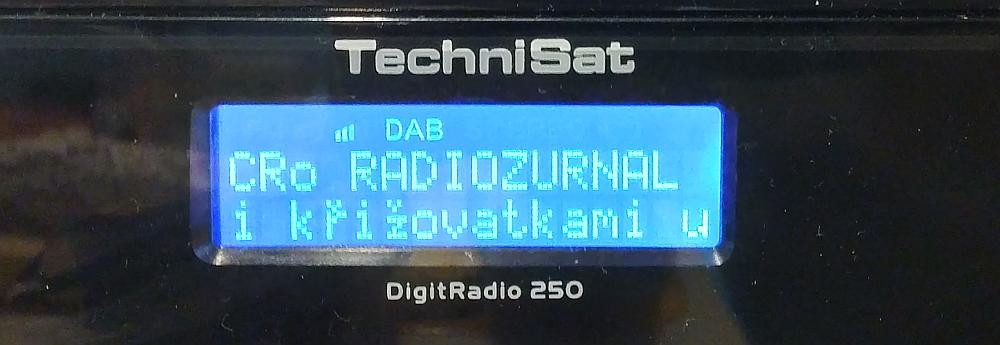 TechniSat
DAB
CRo RADIOZURNAL
i křižovatkami u
DigitRadio 250